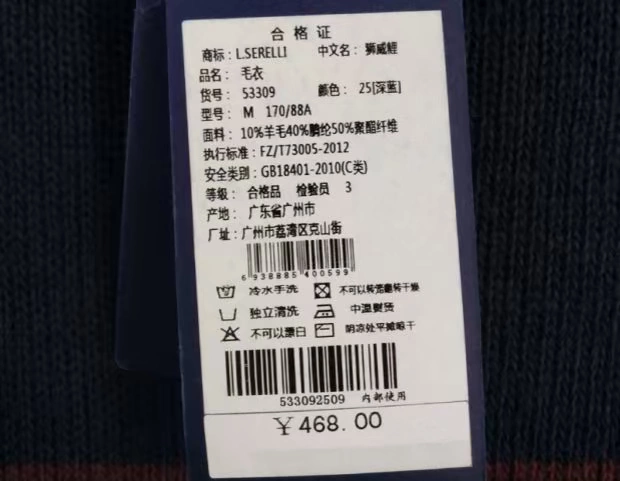 合格证
商标：L.SERELLI 中文名：狮威鲤
品名：毛衣
货号：53309 颜色：25[深蓝]
型号：M 170/88A
面料：10%羊毛40%腈纶50%聚酯纤维
执行标准：FZ/T73005-2012
安全类别：GB18401-2010(C类)
等级：合格品 检验员 3
产地：广东省广州市
厂址：广州市荔湾区克山街
6 938885 400599
冷水手洗 不可以转笼翻转干燥
独立清洗 中温熨烫
不可以漂白 阴凉处平摊晾干
533092509 内部使用
￥468.00